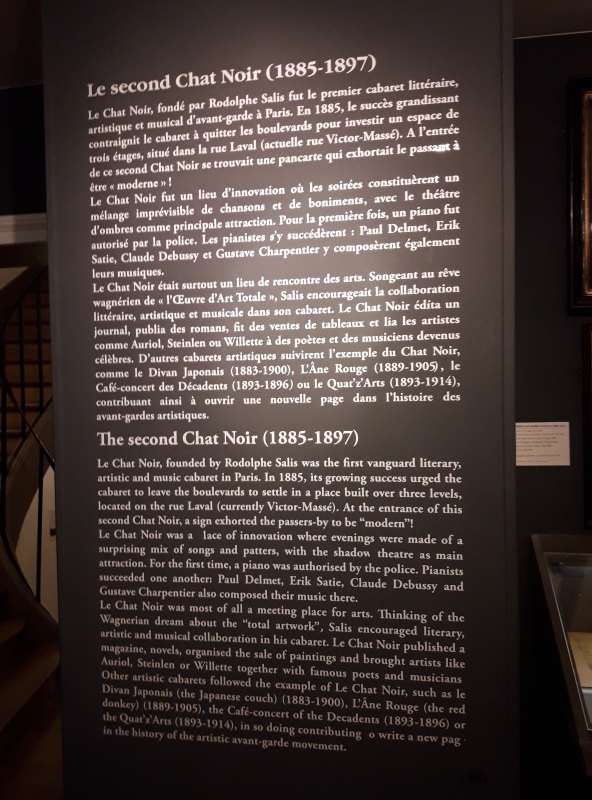 Le second Chat Noir (1885-1897)
Le Chat Noir, fondé par Rodolphe Salis fut le premier cabaret littéraire,
artistique et musical d'avant-garde à Paris. En 1885, le succès grandissant
contraignit le cabaret à quitter les boulevards pour investir un espace de
trois étages, situé dans la rue Laval (actuelle rue Victor-Massé). A l'entrée
de ce second Chat Noir se trouvait une pancarte qui exhortait le passant à
être « moderne » !
Le Chat Noir fut un lieu d'innovation où les soirées constituèrent un
mélange imprévisible de chansons et de boniments, avec le théâtre
d'ombres comme principale attraction. Pour la première fois, un piano fut
autorisé par la police. Les pianistes s'y succédèrent : Paul Delmet, Erik
Satie, Claude Debussy et Gustave Charpentier y composèrent également
leurs musiques.
Le Chat Noir était surtout un lieu de rencontre des arts. Songeant au rêve
wagnérien de « l'Œuvre d'Art Totale », Salis encourageait la collaboration
littéraire, artistique et musicale dans son cabaret. Le Chat Noir édita un
journal, publia des romans, fit des ventes de tableaux et lia les artistes
comme Auriol, Steinlen ou Willette à des poètes et des musiciens devenus
célèbres. D'autres cabarets artistiques suivirent l'exemple du Chat Noir,
comme le Divan Japonais (1883-1900), L'Âne Rouge (1889-1905) , le
Café-concert des Décadents (1893-1896) ou le Quat'z'Arts (1893-1914),
contribuant ainsi à ouvrir une nouvelle page dans l'histoire des
avant-gardes artistiques.
The second Chat Noir (1885-1897)
Le Chat Noir, founded by Rodolphe Salis was the first vanguard literary,
artistic and music cabaret in Paris. In 1885, its growing success urged the
cabaret to leave the boulevards to settle in a place built over three levels,
located on the rue Laval (currently Victor-Massé). At the entrance of this
second Chat Noir, a sign exhorted the passers-by to be "modern"!
Le Chat Noir was a lace of innovation where evenings were made of a
surprising mix of songs and patters, with the shadow theatre as main
attraction. For the first time, a piano was authorised by the police. Pianists
succeeded one another: Paul Delmet, Erik Satie, Claude Debussy and
Gustave Charpentier also composed their music there.
Le Chat Noir was most of all a meeting place for arts. Thinking of the
Wagnerian dream about the "total artwork", Salis encouraged literary,
artistic and musical collaboration in his cabaret. Le Chat Noir published a
magazine, novels, organised the sale of paintings and brought artists like
Auriol, Steinlen or Willette together with famous poets and musicians
Other artistic cabarets followed the example of Le Chat Noir, such as le
Divan Japonais (the Japanese couch) (1883-1900), L'Âne Rouge (the red
donkey) (1889-1905), the Café-concert of the Decadents (1893-1896) or
the Quat'z'Arts (1893-1914), in so doing contributing o write a new pag
in the history of the artistic avant-garde movement.